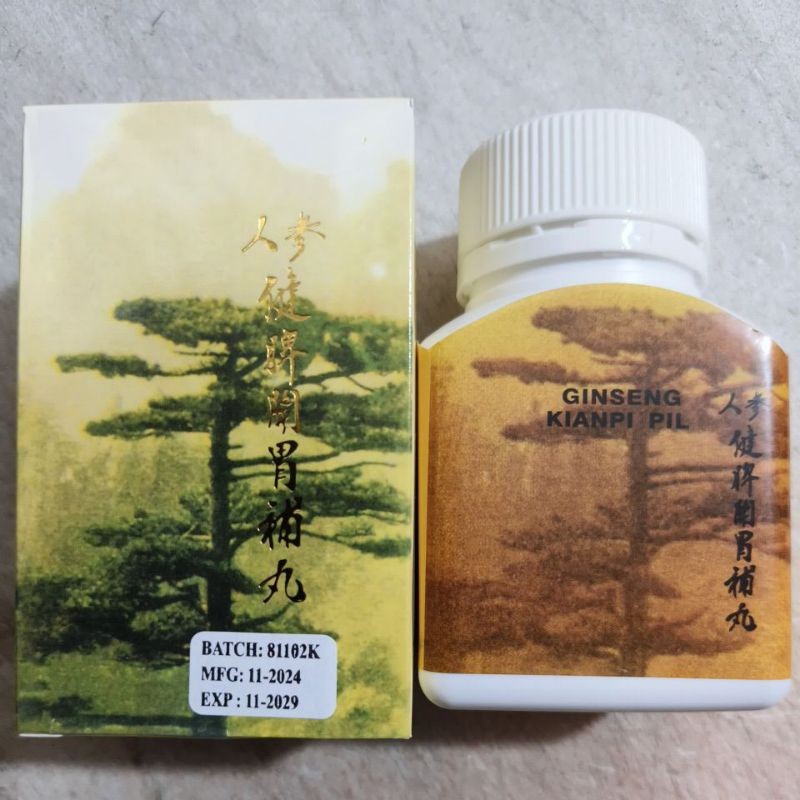 人参
健脾開胃補丸
BATCH: 81102K
MFG: 11-2024
EXP : 11-2029
GINSENG
KIANPI PIL
人参
健脾開胃補丸